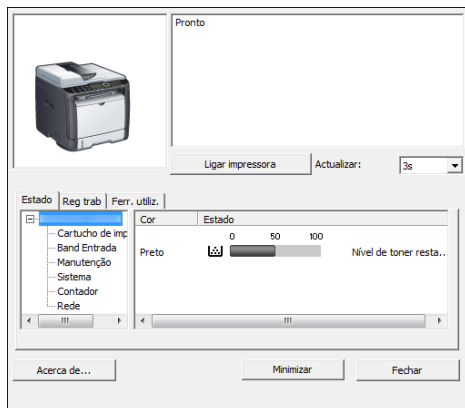 Pronto
Ligar impressora
Actualizar:
3s
Estado
Reg trab
Ferr. utiliz.
Cartucho de imp
Band Entrada
Manutenção
Sistema
Contador
Rede
Cor
Estado
0 50 100
Preto
Nível de toner resta..
Acerca de...
Minimizar
Fechar